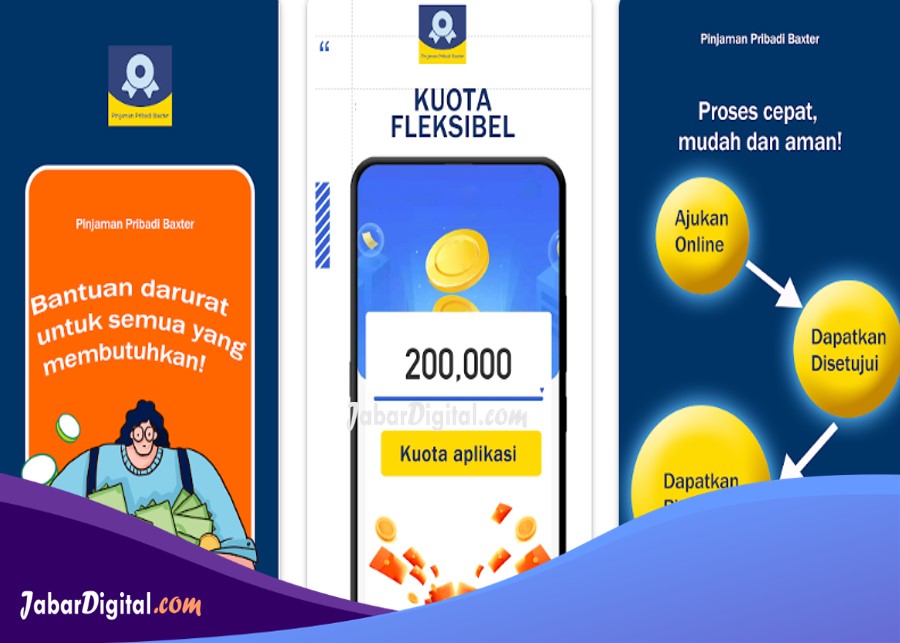 Pinjaman Pribadi Baxter
Pinjaman Pribadi Baxter
Bantuan darurat
untuk semua yang
membutuhkan!
“
Pinjaman Pribadi Baxter
KUOTA
FLEKSIBEL
200,000
JabarDigital.com
Kuota aplikasi
Pinjaman Pribadi Baxter
Proses cepat,
mudah dan aman!
Ajukan
Online
Dapatkan
Disetujui
Dapatkan
JabarDigital.com